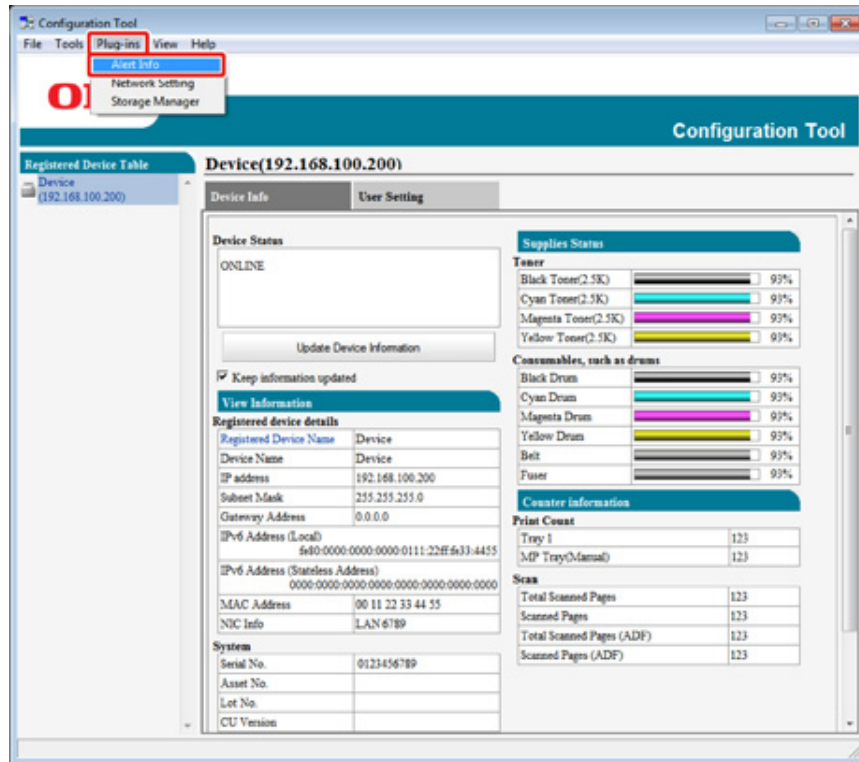 Configuration Tool
File Tools Plug-ins View Help
Alert Info
Network Setting
Storage Manager
Configuration Tool
Registered Device Table
Device
(192.168.100.200)
Device(192.168.100.200)
Device Info User Setting
Device Status
ONLINE
Update Device Information
Keep information updated
View Information
Registered device details
Registered Device Name Device
Device Name Device
IP address 192.168.100.200
Subnet Mask 255.255.255.0
Gateway Address 0.0.0.0
IPv6 Address (Local)
fe80:0000:0000:0000:0111:22ff:fe33:4455
IPv6 Address (Stateless Address)
0000:0000:0000:0000:0000:0000:0000:0000
MAC Address 00 11 22 33 44 55
NIC Info LAN 6789
System
Serial No. 0123456789
Asset No.
Lot No.
CU Version
Supplies Status
Toner
Black Toner(2.5K) 93%
Cyan Toner(2.5K) 93%
Magenta Toner(2.5K) 93%
Yellow Toner(2.5K) 93%
Consumables, such as drums
Black Drum 93%
Cyan Drum 93%
Magenta Drum 93%
Yellow Drum 93%
Belt 93%
Fuser 93%
Counter information
Print Count
Tray 1 123
MP Tray(Manual) 123
Scan
Total Scanned Pages 123
Scanned Pages 123
Total Scanned Pages (ADF) 123
Scanned Pages (ADF) 123